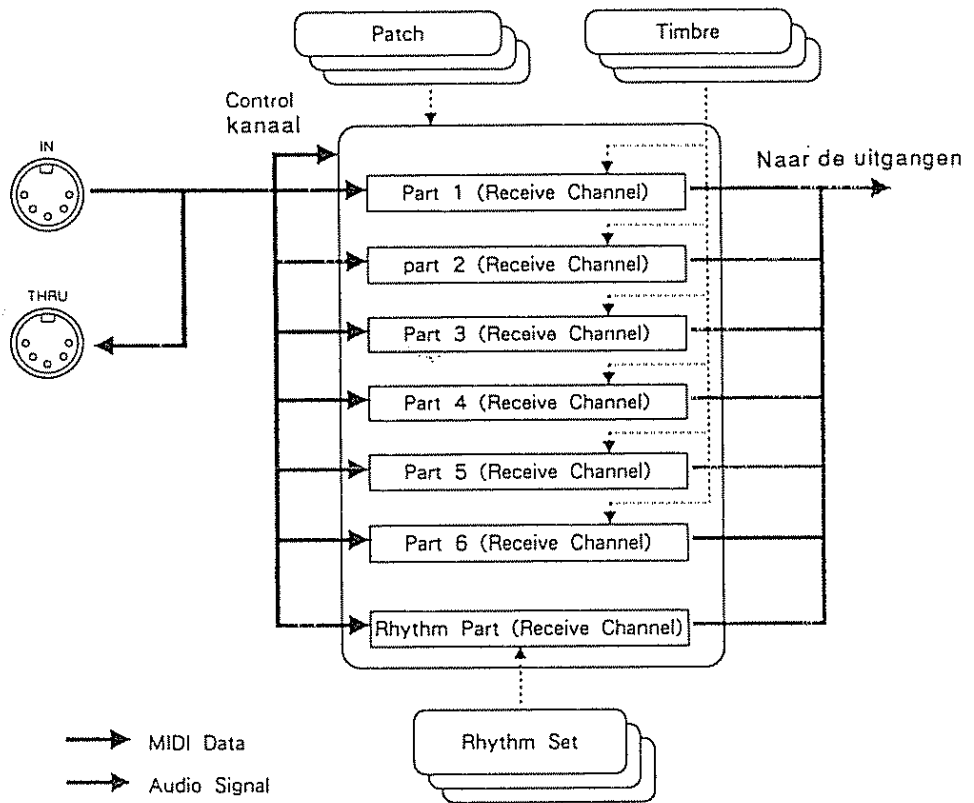 Patch
Timbre
Control
kanaal
IN
Naar de uitgangen
Part 1 (Receive Channel)
part 2 (Receive Channel)
THRU
Part 3 (Receive Channel)
Part 4 (Receive Channel)
Part 5 (Receive Channel)
Part 6 (Receive Channel)
Rhythm Part (Receive Channel)
Rhythm Set
MIDI Data
Audio Signal